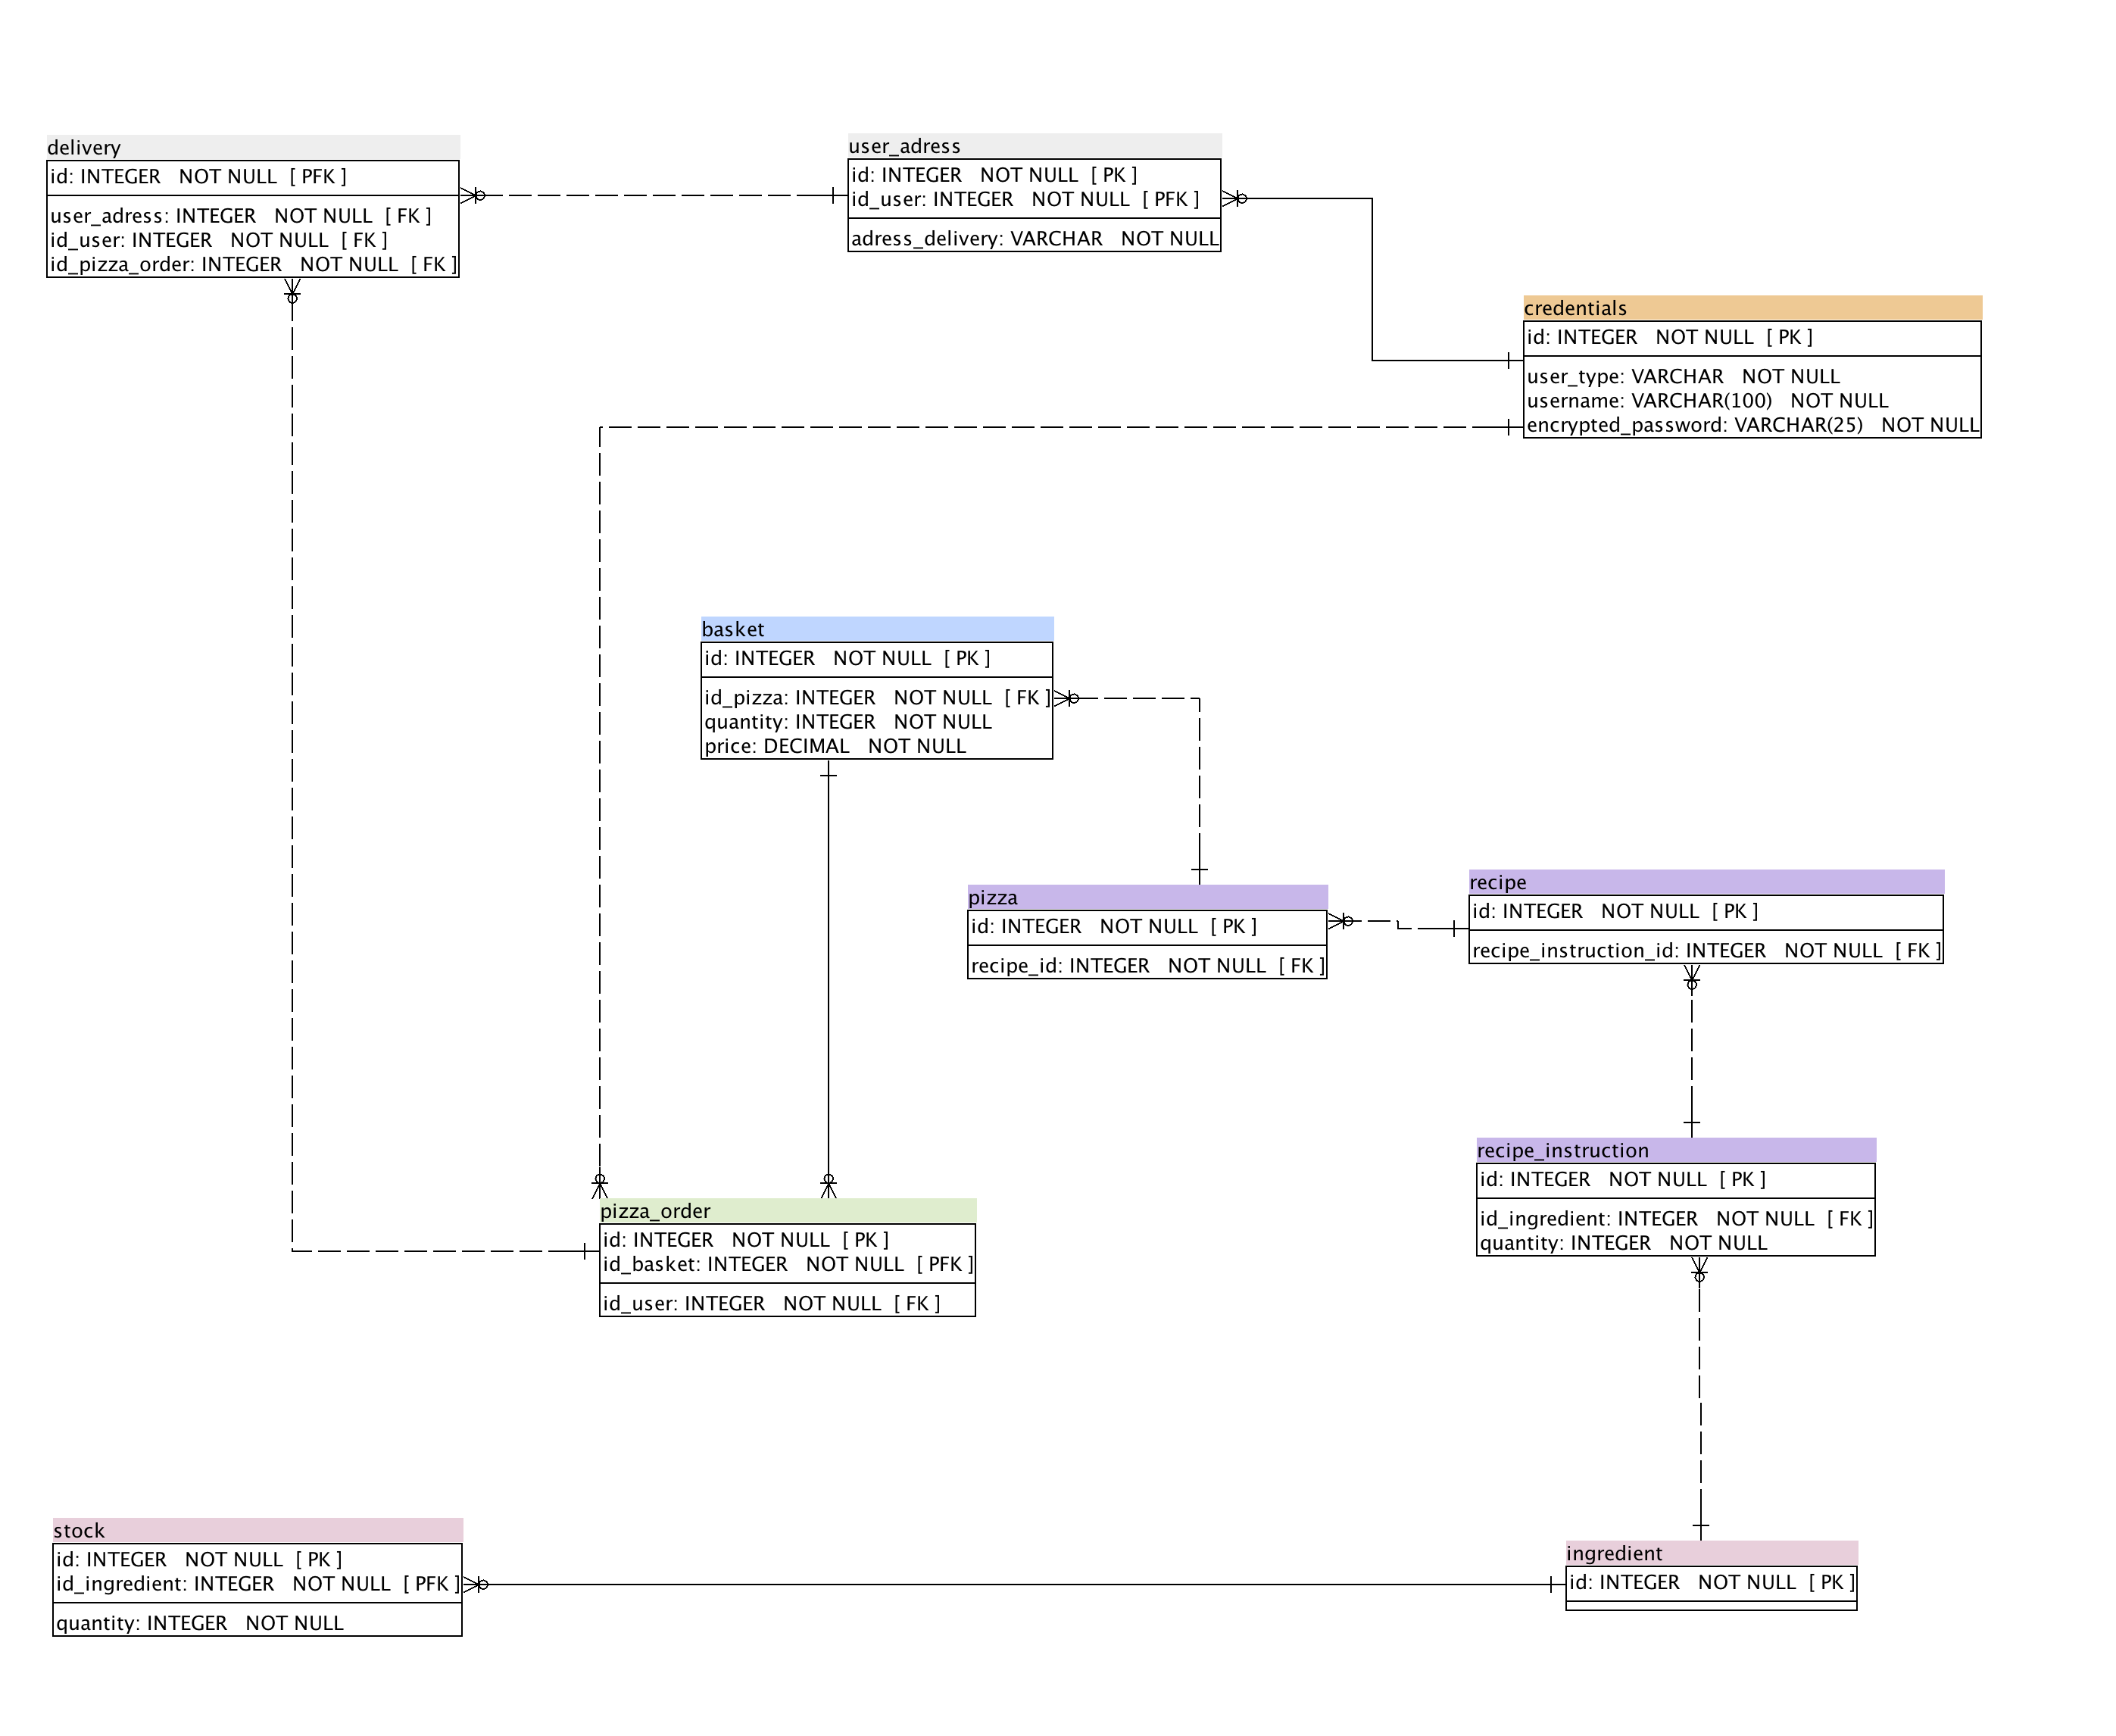 delivery
id: INTEGER NOT NULL [ PFK ]
user_adress: INTEGER NOT NULL [ FK ]
id_user: INTEGER NOT NULL [ FK ]
id_pizza_order: INTEGER NOT NULL [ FK ]
user_adress
id: INTEGER NOT NULL [ PK ]
id_user: INTEGER NOT NULL [ PFK ]
adress_delivery: VARCHAR NOT NULL
credentials
id: INTEGER NOT NULL [ PK ]
user_type: VARCHAR NOT NULL
username: VARCHAR(100) NOT NULL
encrypted_password: VARCHAR(25) NOT NULL
basket
id: INTEGER NOT NULL [ PK ]
id_pizza: INTEGER NOT NULL [ FK ]
quantity: INTEGER NOT NULL
price: DECIMAL NOT NULL
pizza
id: INTEGER NOT NULL [ PK ]
recipe_id: INTEGER NOT NULL [ FK ]
recipe
id: INTEGER NOT NULL [ PK ]
recipe_instruction_id: INTEGER NOT NULL [ FK ]
recipe_instruction
id: INTEGER NOT NULL [ PK ]
id_ingredient: INTEGER NOT NULL [ FK ]
quantity: INTEGER NOT NULL
pizza_order
id: INTEGER NOT NULL [ PK ]
id_basket: INTEGER NOT NULL [ PFK ]
id_user: INTEGER NOT NULL [ FK ]
stock
id: INTEGER NOT NULL [ PK ]
id_ingredient: INTEGER NOT NULL [ PFK ]
quantity: INTEGER NOT NULL
ingredient
id: INTEGER NOT NULL [ PK ]